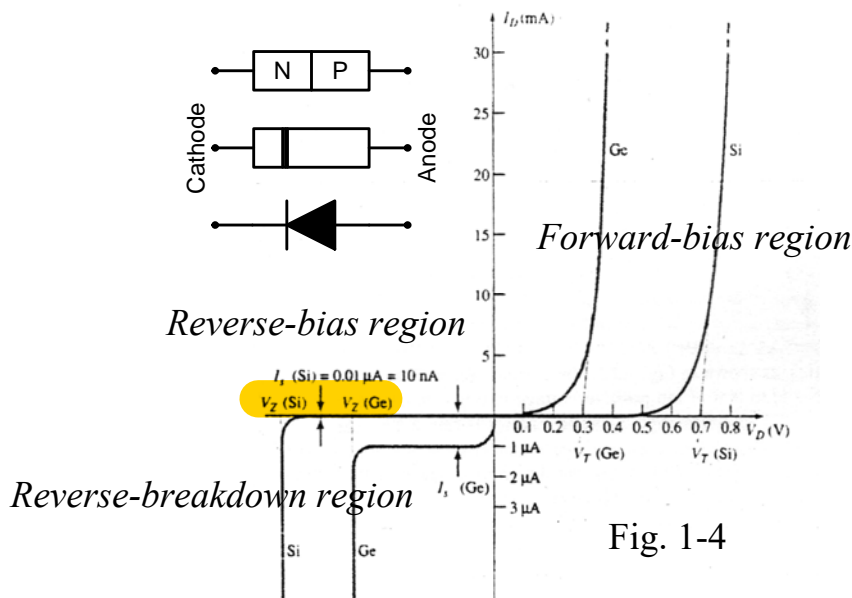 I_D (mA)
N P
Cathode
Anode
30
25
20
15
10
5
Ge
Si
Forward-bias region
Reverse-bias region
I_s (Si) = 0.01 μA = 10 nA
V_Z (Si) V_Z (Ge)
0 0.1 0.2 0.3 0.4 0.5 0.6 0.7 0.8 V_D (V)
V_T (Ge) V_T (Si)
1 μA
2 μA
3 μA
I_s (Ge)
Reverse-breakdown region
Si Ge
Fig. 1-4